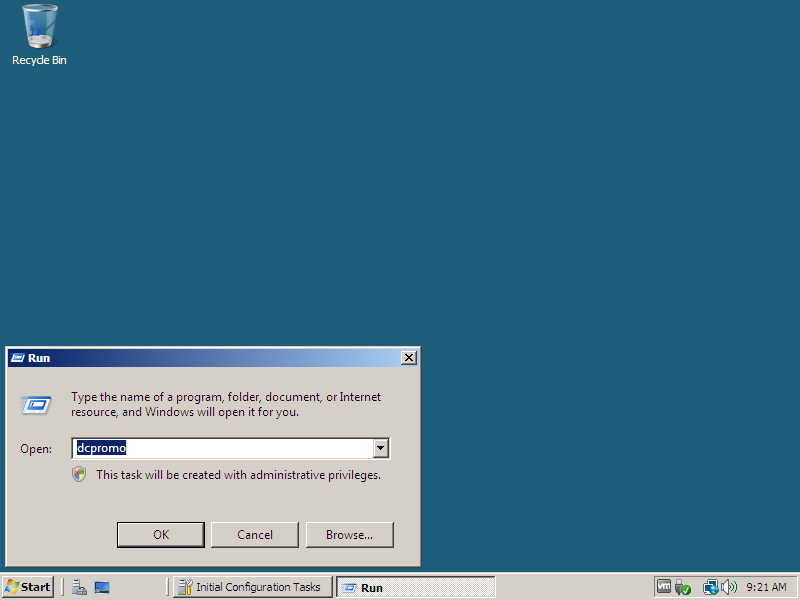 Recycle Bin
Run
Type the name of a program, folder, document, or Internet
resource, and Windows will open it for you.
Open:
dcpromo
This task will be created with administrative privileges.
OK
Cancel
Browse...
Start
Initial Configuration Tasks
Run
vm
9:21 AM